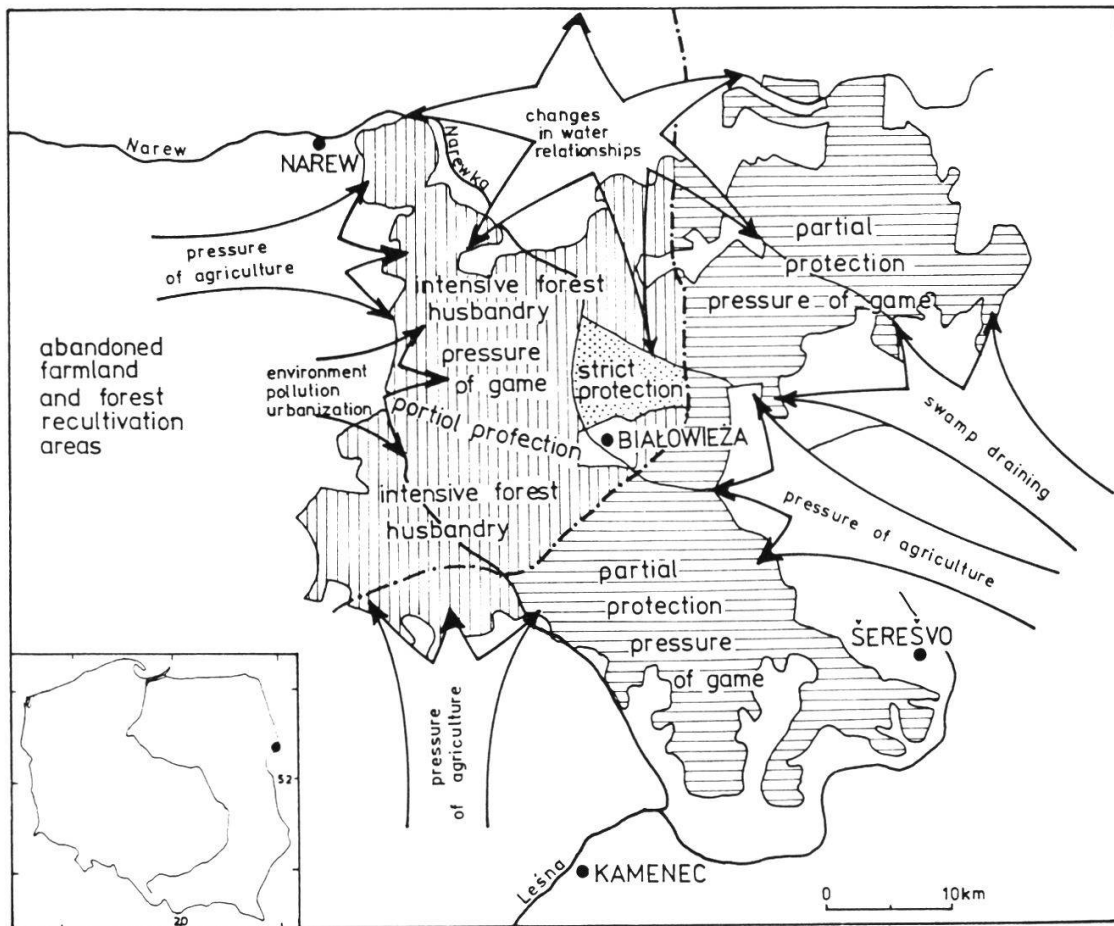 changes
in water
relationships
Narew
NAREW
Narewka
pressure
of agriculture
partial
protection
pressure of game
intensive forest
husbandry
pressure
of game
strict
protection
abandoned
farmland
and forest
recultivation
areas
environment
pollution
urbanization
partiol profection
BIAŁOWIEŻA
swamp draining
intensive forest
husbandry
pressure of agriculture
partial
protection
pressure
of game
ŠEREŠVO
pressure
of agriculture
52
20
Leśna
KAMENEC
0 10km